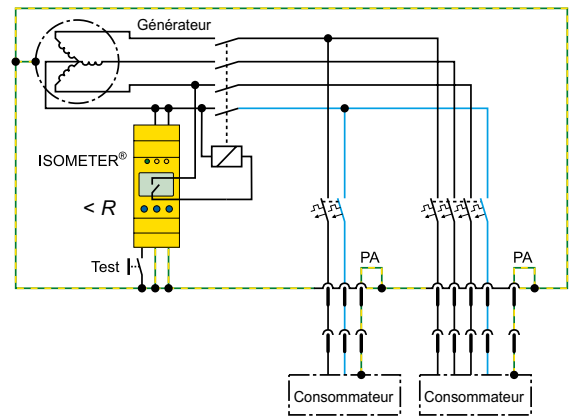 Générateur
ISOMETER®
< R
Test
PA
PA
Consommateur
Consommateur